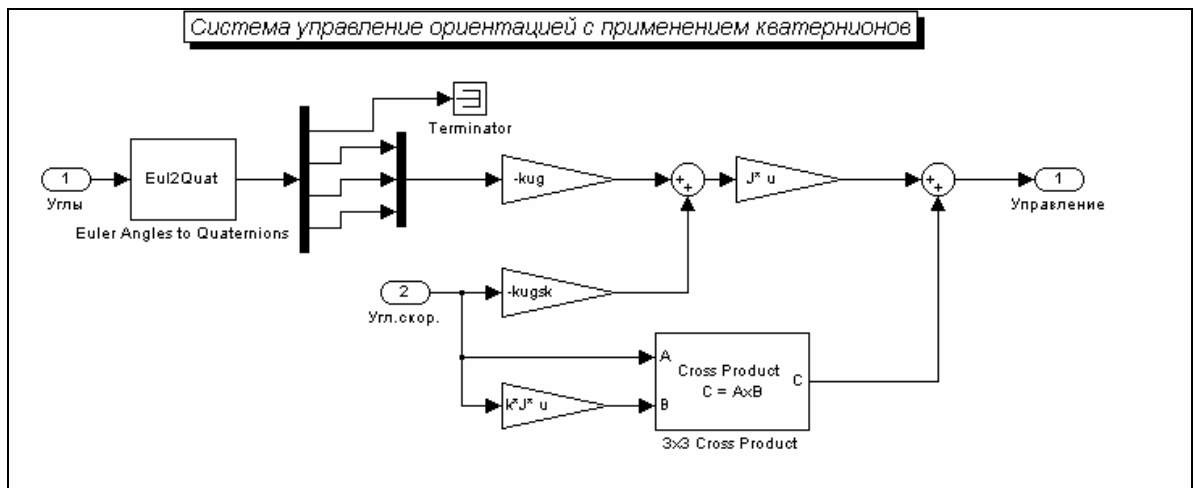 Система управление ориентацией с применением кватернионов
Terminator
1
Углы
Eul2Quat
Euler Angles to Quaternions
-kug
J* u
1
Управление
2
Угл.скор.
-kugsk
k*J* u
A
B
Cross Product
C = AxB
C
3x3 Cross Product